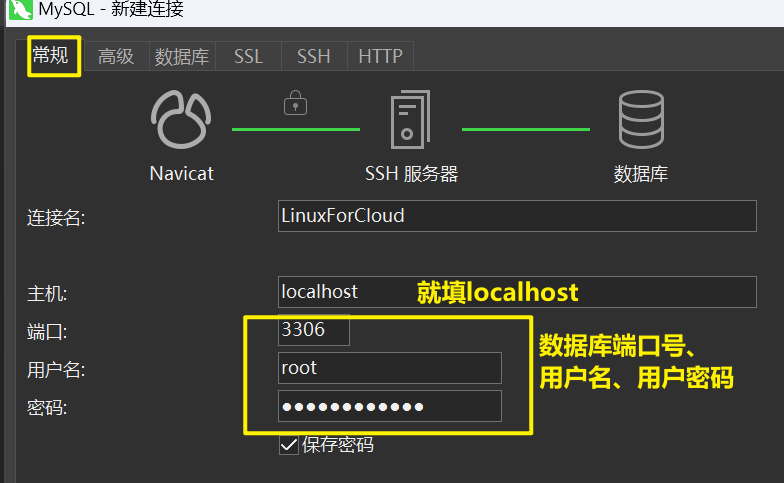 MySQL - 新建连接
常规 高级 数据库 SSL SSH HTTP
Navicat SSH 服务器 数据库
连接名: LinuxForCloud
主机: localhost 就填localhost
端口: 3306
数据库端口号、
用户名: root
用户名、用户密码
密码: ●●●●●●●●●●●●
保存密码